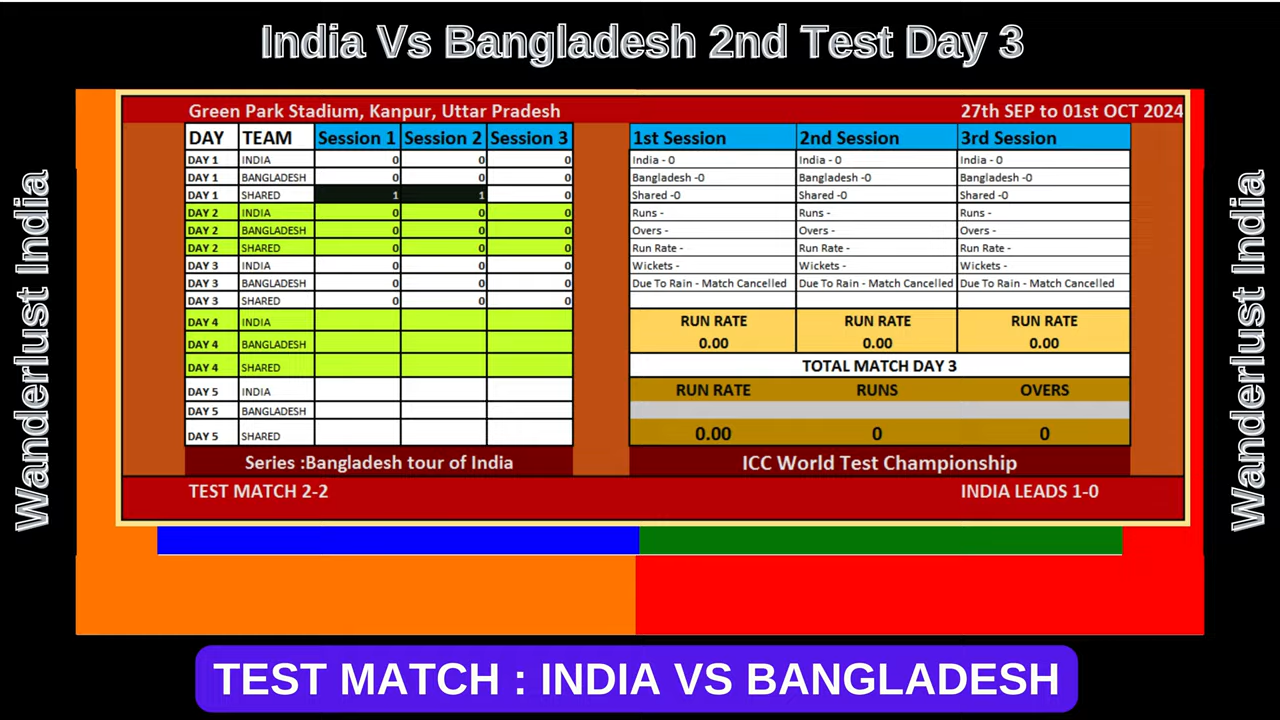 India Vs Bangladesh 2nd Test Day 3
Wanderlust India
Green Park Stadium, Kanpur, Uttar Pradesh
27th SEP to 01st OCT 2024
DAY TEAM Session 1 Session 2 Session 3
DAY 1 INDIA 0 0 0
DAY 1 BANGLADESH 0 0 0
DAY 1 SHARED 1 1 0
DAY 2 INDIA 0 0 0
DAY 2 BANGLADESH 0 0 0
DAY 2 SHARED 0 0 0
DAY 3 INDIA 0 0 0
DAY 3 BANGLADESH 0 0 0
DAY 3 SHARED 0 0 0
DAY 4 INDIA
DAY 4 BANGLADESH
DAY 4 SHARED
DAY 5 INDIA
DAY 5 BANGLADESH
DAY 5 SHARED
Series :Bangladesh tour of India
1st Session 2nd Session 3rd Session
India - 0 India - 0 India - 0
Bangladesh -0 Bangladesh -0 Bangladesh -0
Shared -0 Shared -0 Shared -0
Runs - Runs - Runs -
Overs - Overs - Overs -
Run Rate - Run Rate - Run Rate -
Wickets - Wickets - Wickets -
Due To Rain - Match Cancelled Due To Rain - Match Cancelled Due To Rain - Match Cancelled
RUN RATE RUN RATE RUN RATE
0.00 0.00 0.00
TOTAL MATCH DAY 3
RUN RATE RUNS OVERS
0.00 0 0
ICC World Test Championship
TEST MATCH 2-2
INDIA LEADS 1-0
Wanderlust India
TEST MATCH : INDIA VS BANGLADESH